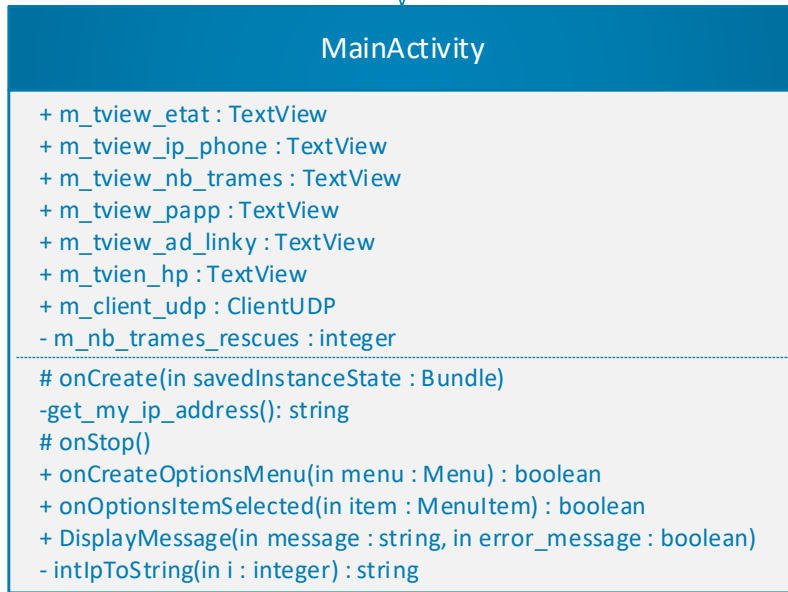 MainActivity
+ m_tview_etat : TextView
+ m_tview_ip_phone : TextView
+ m_tview_nb_trames : TextView
+ m_tview_papp : TextView
+ m_tview_ad_linky : TextView
+ m_tvien_hp : TextView
+ m_client_udp : ClientUDP
- m_nb_trames_rescues : integer
# onCreate(in savedInstanceState : Bundle)
-get_my_ip_address(): string
# onStop()
+ onCreateOptionsMenu(in menu : Menu) : boolean
+ onOptionsItemSelected(in item : MenuItem) : boolean
+ DisplayMessage(in message : string, in error_message : boolean)
- intIpToString(in i : integer) : string